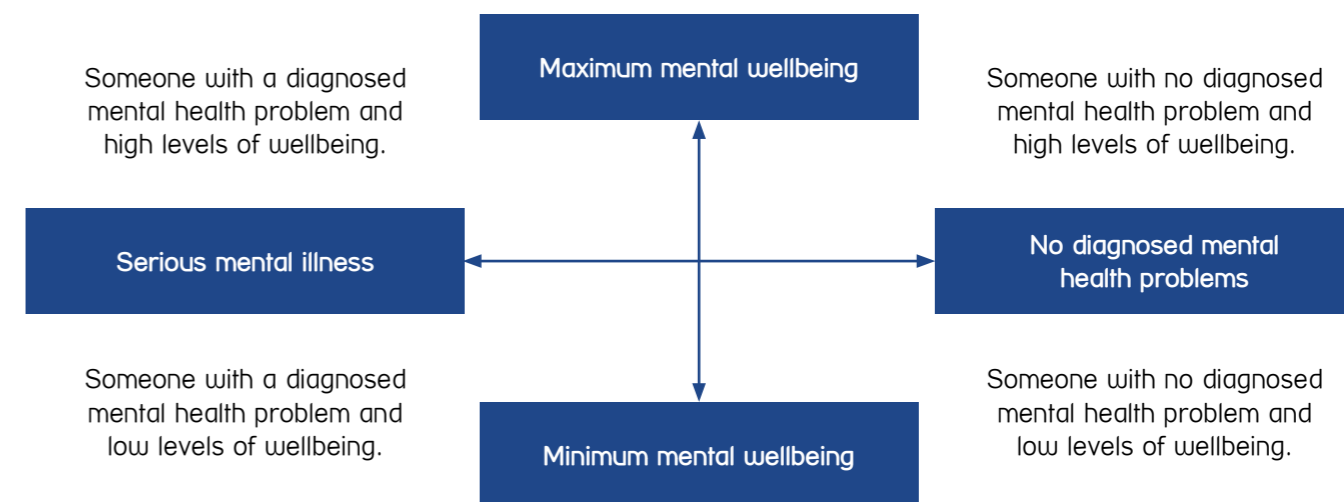 Maximum mental wellbeing
Someone with a diagnosed
mental health problem and
high levels of wellbeing.
Someone with no diagnosed
mental health problem and
high levels of wellbeing.
Serious mental illness
No diagnosed mental
health problems
Someone with a diagnosed
mental health problem and
low levels of wellbeing.
Someone with no diagnosed
mental health problem and
low levels of wellbeing.
Minimum mental wellbeing